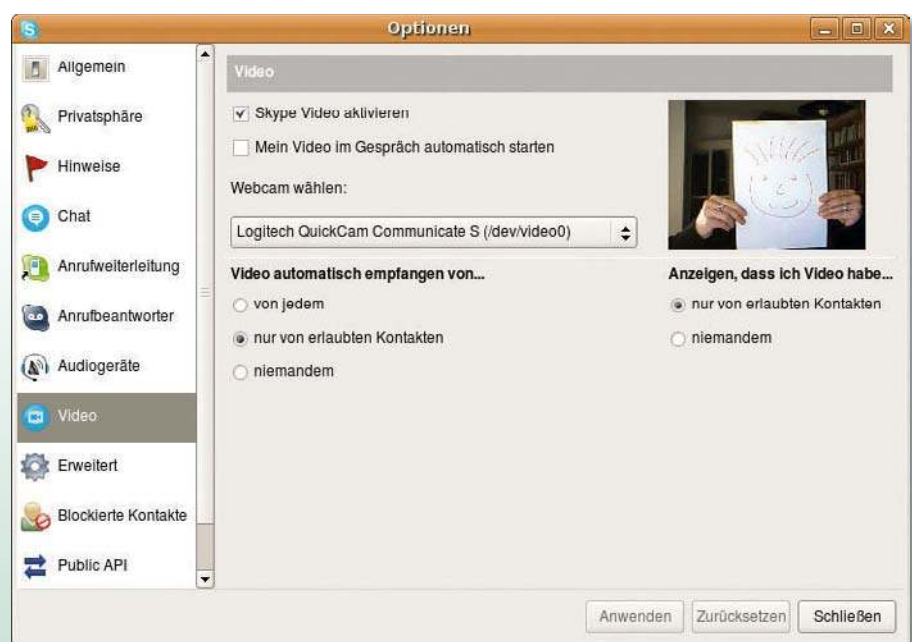 Optionen
Allgemein
Privatsphäre
Hinweise
Chat
Anrufweiterleitung
Anrufbeantworter
Audiogeräte
Video
Erweitert
Blockierte Kontakte
Public API
Video
Skype Video aktivieren
Mein Video im Gespräch automatisch starten
Webcam wählen:
Logitech QuickCam Communicate S (/dev/video0)
Video automatisch empfangen von...
von jedem
nur von erlaubten Kontakten
niemandem
Anzeigen, dass ich Video habe...
nur von erlaubten Kontakten
niemandem
Anwenden
Zurücksetzen
Schließen